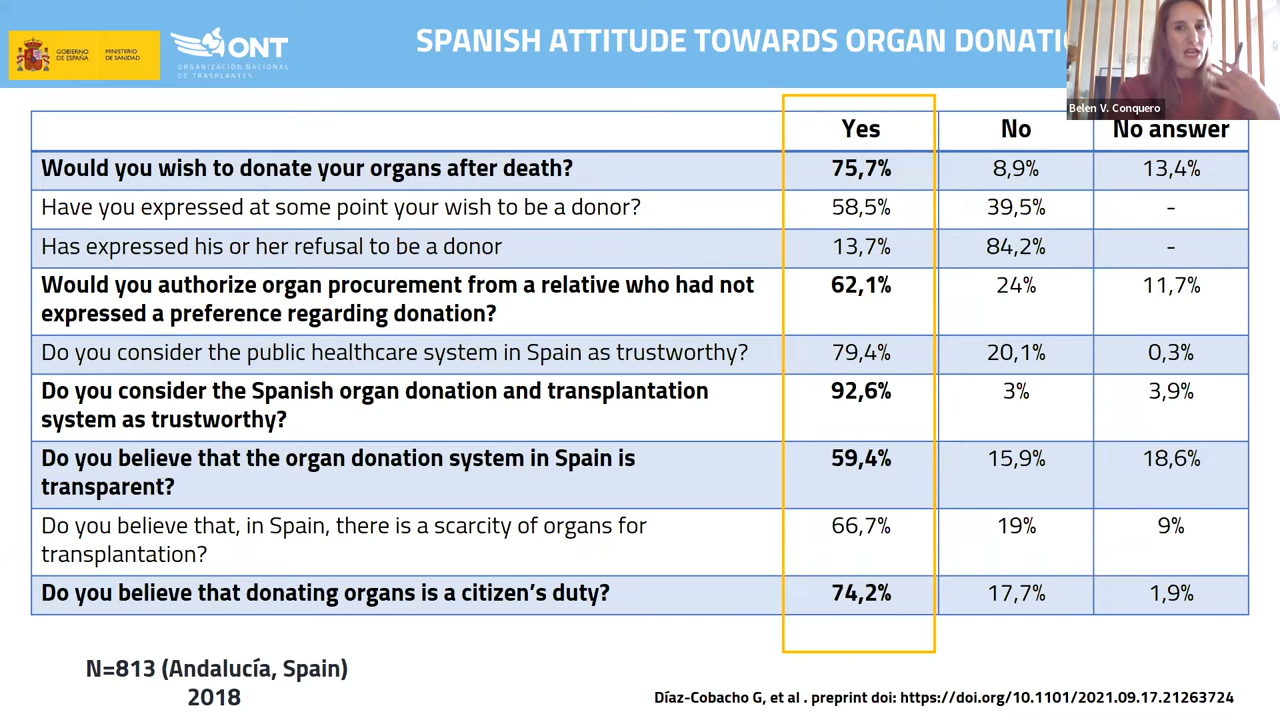 GOBIERNO
DE ESPAÑA
MINISTERIO
DE SANIDAD
ONT
ORGANIZACIÓN NACIONAL
DE TRASPLANTES
SPANISH ATTITUDE TOWARDS ORGAN
Belen V. Conquero
Yes No No answer
Would you wish to donate your organs after death? 75,7% 8,9% 13,4%
Have you expressed at some point your wish to be a donor? 58,5% 39,5% -
Has expressed his or her refusal to be a donor 13,7% 84,2% -
Would you authorize organ procurement from a relative who had not 62,1% 24% 11,7%
expressed a preference regarding donation?
Do you consider the public healthcare system in Spain as trustworthy? 79,4% 20,1% 0,3%
Do you consider the Spanish organ donation and transplantation 92,6% 3% 3,9%
system as trustworthy?
Do you believe that the organ donation system in Spain is 59,4% 15,9% 18,6%
transparent?
Do you believe that, in Spain, there is a scarcity of organs for 66,7% 19% 9%
transplantation?
Do you believe that donating organs is a citizen’s duty? 74,2% 17,7% 1,9%
N=813 (Andalucía, Spain)
2018
Díaz-Cobacho G, et al . preprint doi: https://doi.org/10.1101/2021.09.17.21263724